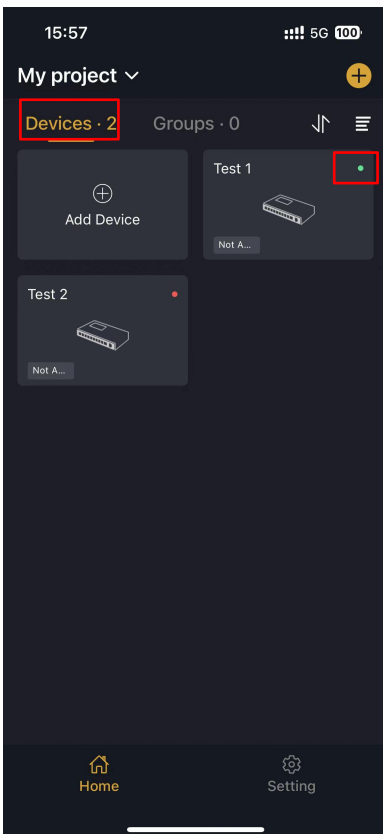 15:57
5G 100
My project
Devices · 2
Groups · 0
Add Device
Test 1
Not A...
Test 2
Not A...
Home
Setting